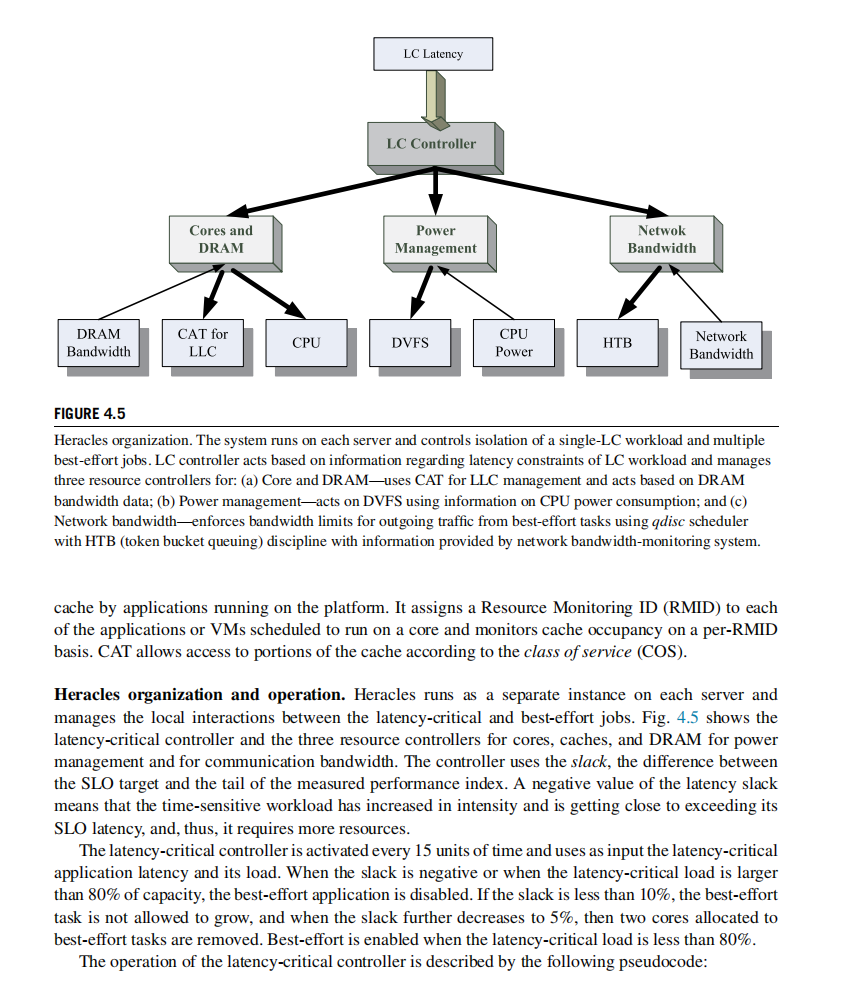 LC Latency
LC Controller
Cores and
DRAM
Power
Management
Netwok
Bandwidth
DRAM
Bandwidth
CAT for
LLC
CPU
DVFS
CPU
Power
HTB
Network
Bandwidth
FIGURE 4.5
Heracles organization. The system runs on each server and controls isolation of a single-LC workload and multiple
best-effort jobs. LC controller acts based on information regarding latency constraints of LC workload and manages
three resource controllers for: (a) Core and DRAM—uses CAT for LLC management and acts based on DRAM
bandwidth data; (b) Power management—acts on DVFS using information on CPU power consumption; and (c)
Network bandwidth—enforces bandwidth limits for outgoing traffic from best-effort tasks using qdisc scheduler
with HTB (token bucket queuing) discipline with information provided by network bandwidth-monitoring system.
cache by applications running on the platform. It assigns a Resource Monitoring ID (RMID) to each
of the applications or VMs scheduled to run on a core and monitors cache occupancy on a per-RMID
basis. CAT allows access to portions of the cache according to the class of service (COS).
Heracles organization and operation. Heracles runs as a separate instance on each server and
manages the local interactions between the latency-critical and best-effort jobs. Fig. 4.5 shows the
latency-critical controller and the three resource controllers for cores, caches, and DRAM for power
management and for communication bandwidth. The controller uses the slack, the difference between
the SLO target and the tail of the measured performance index. A negative value of the latency slack
means that the time-sensitive workload has increased in intensity and is getting close to exceeding its
SLO latency, and, thus, it requires more resources.
The latency-critical controller is activated every 15 units of time and uses as input the latency-critical
application latency and its load. When the slack is negative or when the latency-critical load is larger
than 80% of capacity, the best-effort application is disabled. If the slack is less than 10%, the best-effort
task is not allowed to grow, and when the slack further decreases to 5%, then two cores allocated to
best-effort tasks are removed. Best-effort is enabled when the latency-critical load is less than 80%.
The operation of the latency-critical controller is described by the following pseudocode: